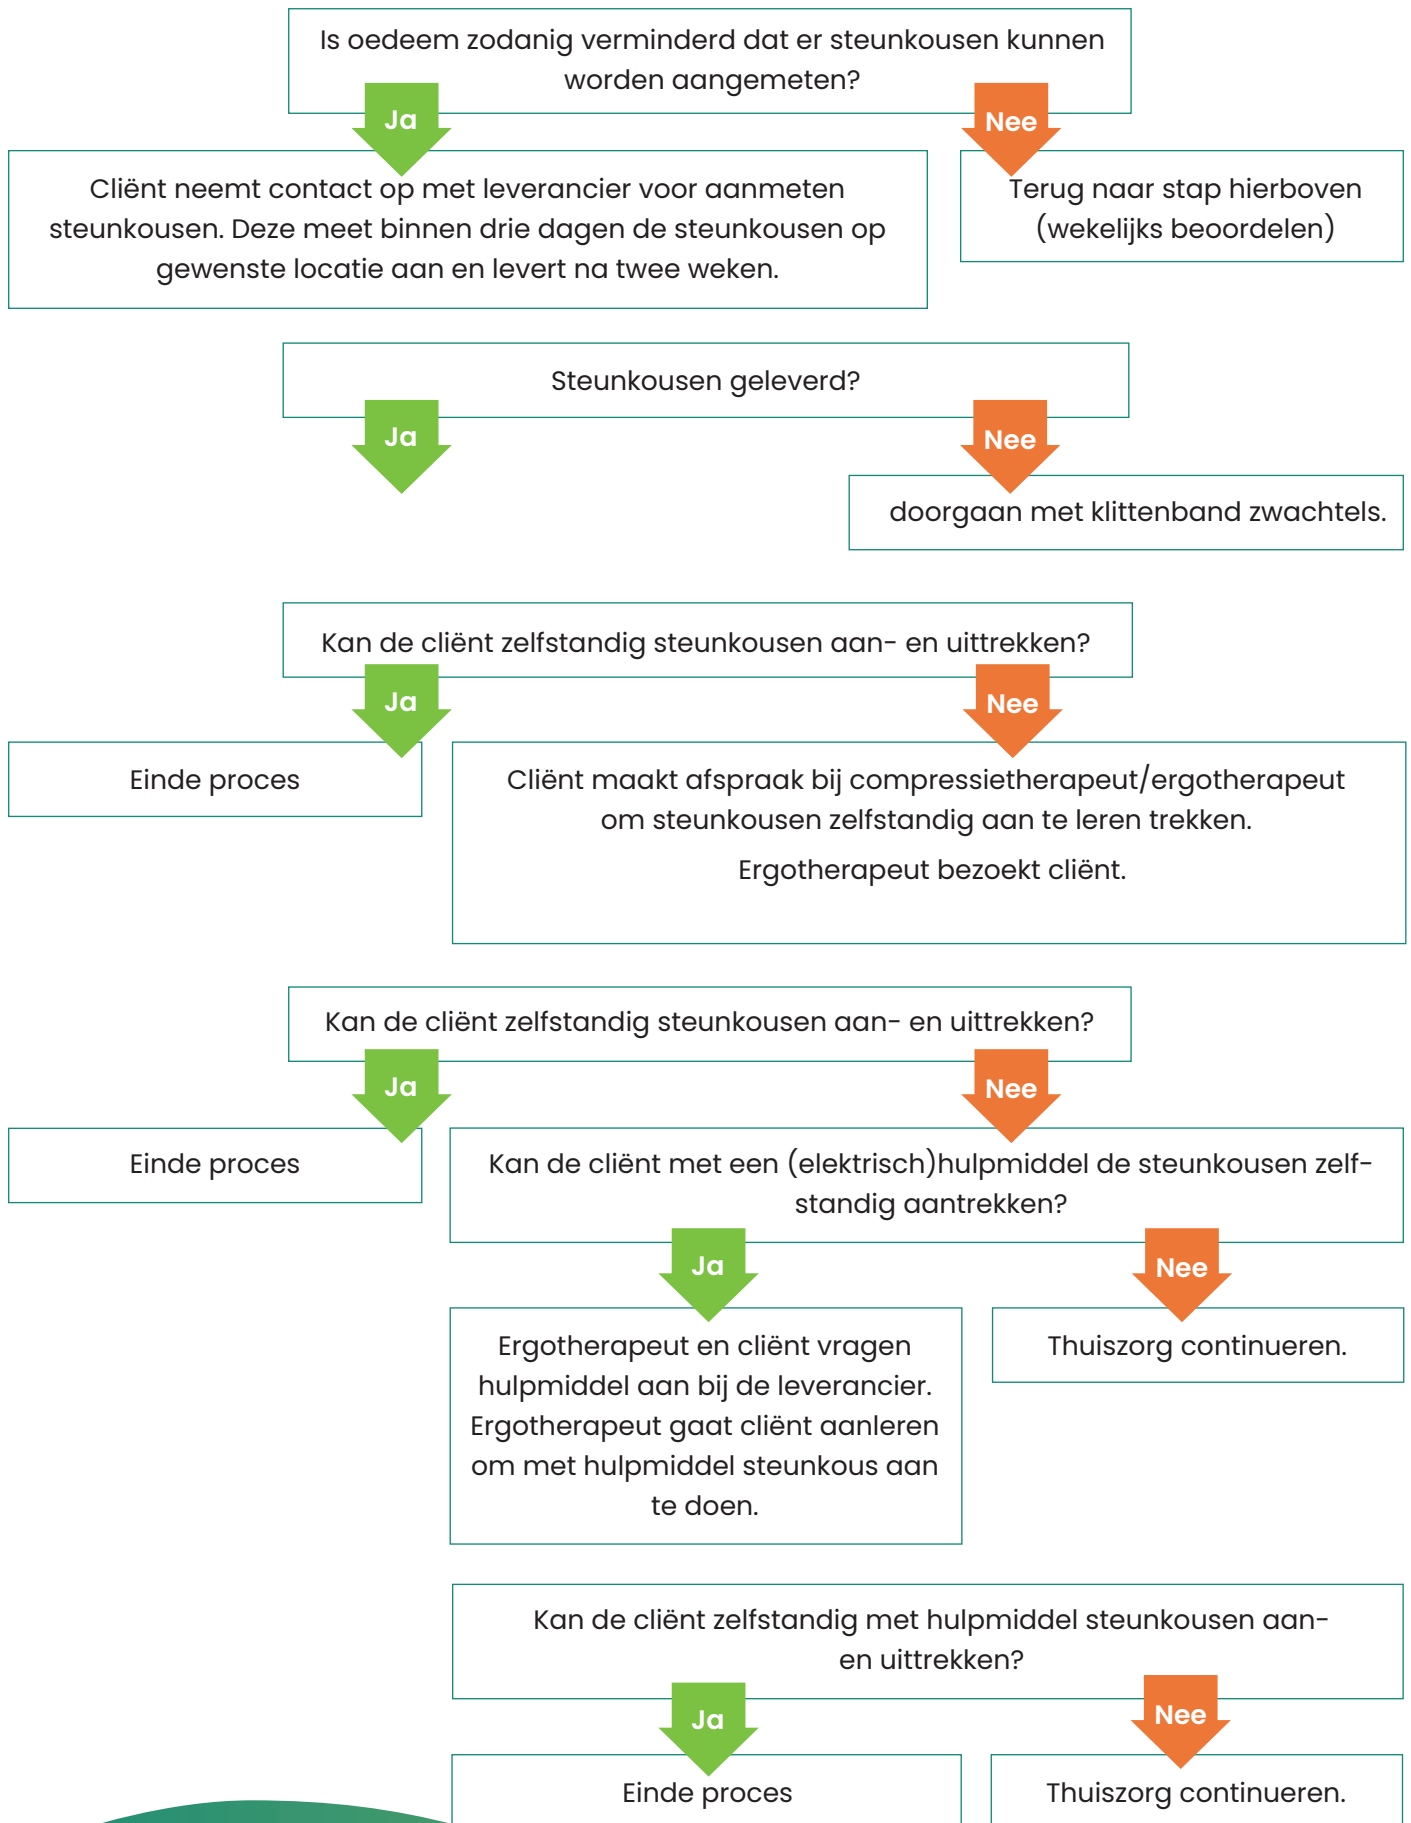 Is oedeem zodanig verminderd dat er steunkousen kunnen
worden aangemeten?
Ja
Nee
Cliënt neemt contact op met leverancier voor aanmeten
steunkousen. Deze meet binnen drie dagen de steunkousen op
gewenste locatie aan en levert na twee weken.
Terug naar stap hierboven
(wekelijks beoordelen)
Steunkousen geleverd?
Ja
Nee
doorgaan met klittenband zwachtels.
Kan de cliënt zelfstandig steunkousen aan- en uittrekken?
Ja
Nee
Einde proces
Cliënt maakt afspraak bij compressietherapeut/ergotherapeut
om steunkousen zelfstandig aan te leren trekken.
Ergotherapeut bezoekt cliënt.
Kan de cliënt zelfstandig steunkousen aan- en uittrekken?
Ja
Nee
Einde proces
Kan de cliënt met een (elektrisch)hulpmiddel de steunkousen zelf-
standig aantrekken?
Ja
Nee
Ergotherapeut en cliënt vragen
hulpmiddel aan bij de leverancier.
Ergotherapeut gaat cliënt aanleren
om met hulpmiddel steunkous aan
te doen.
Thuiszorg continueren.
Kan de cliënt zelfstandig met hulpmiddel steunkousen aan-
en uittrekken?
Ja
Nee
Einde proces
Thuiszorg continueren.